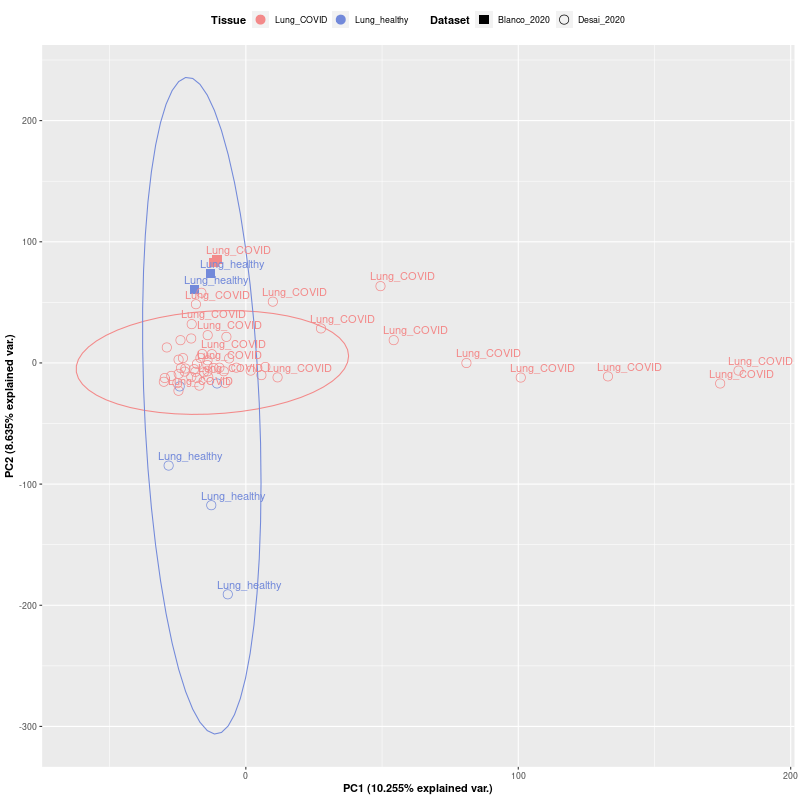 Tissue Lung_COVID Lung_healthy Dataset Blanco_2020 Desai_2020
200
Lung_COVID
100
Lung_healthy
Lung_COVID
Lung_healthy
Lung_COVID
Lung_COVID
Lung_COVID
Lung_COVID
Lung_COVID
Lung_COVID
Lung_COVID
Lung_COVID
Lung_COVID
Lung_COVID
Lung_COVID
0
Lung_COVID
Lung_COVID
Lung_COVID
Lung_COVID
Lung_COVID
Lung_healthy
-100
Lung_healthy
Lung_healthy
-200
-300
0 100 200
PC1 (10.255% explained var.)
PC2 (8.635% explained var.)